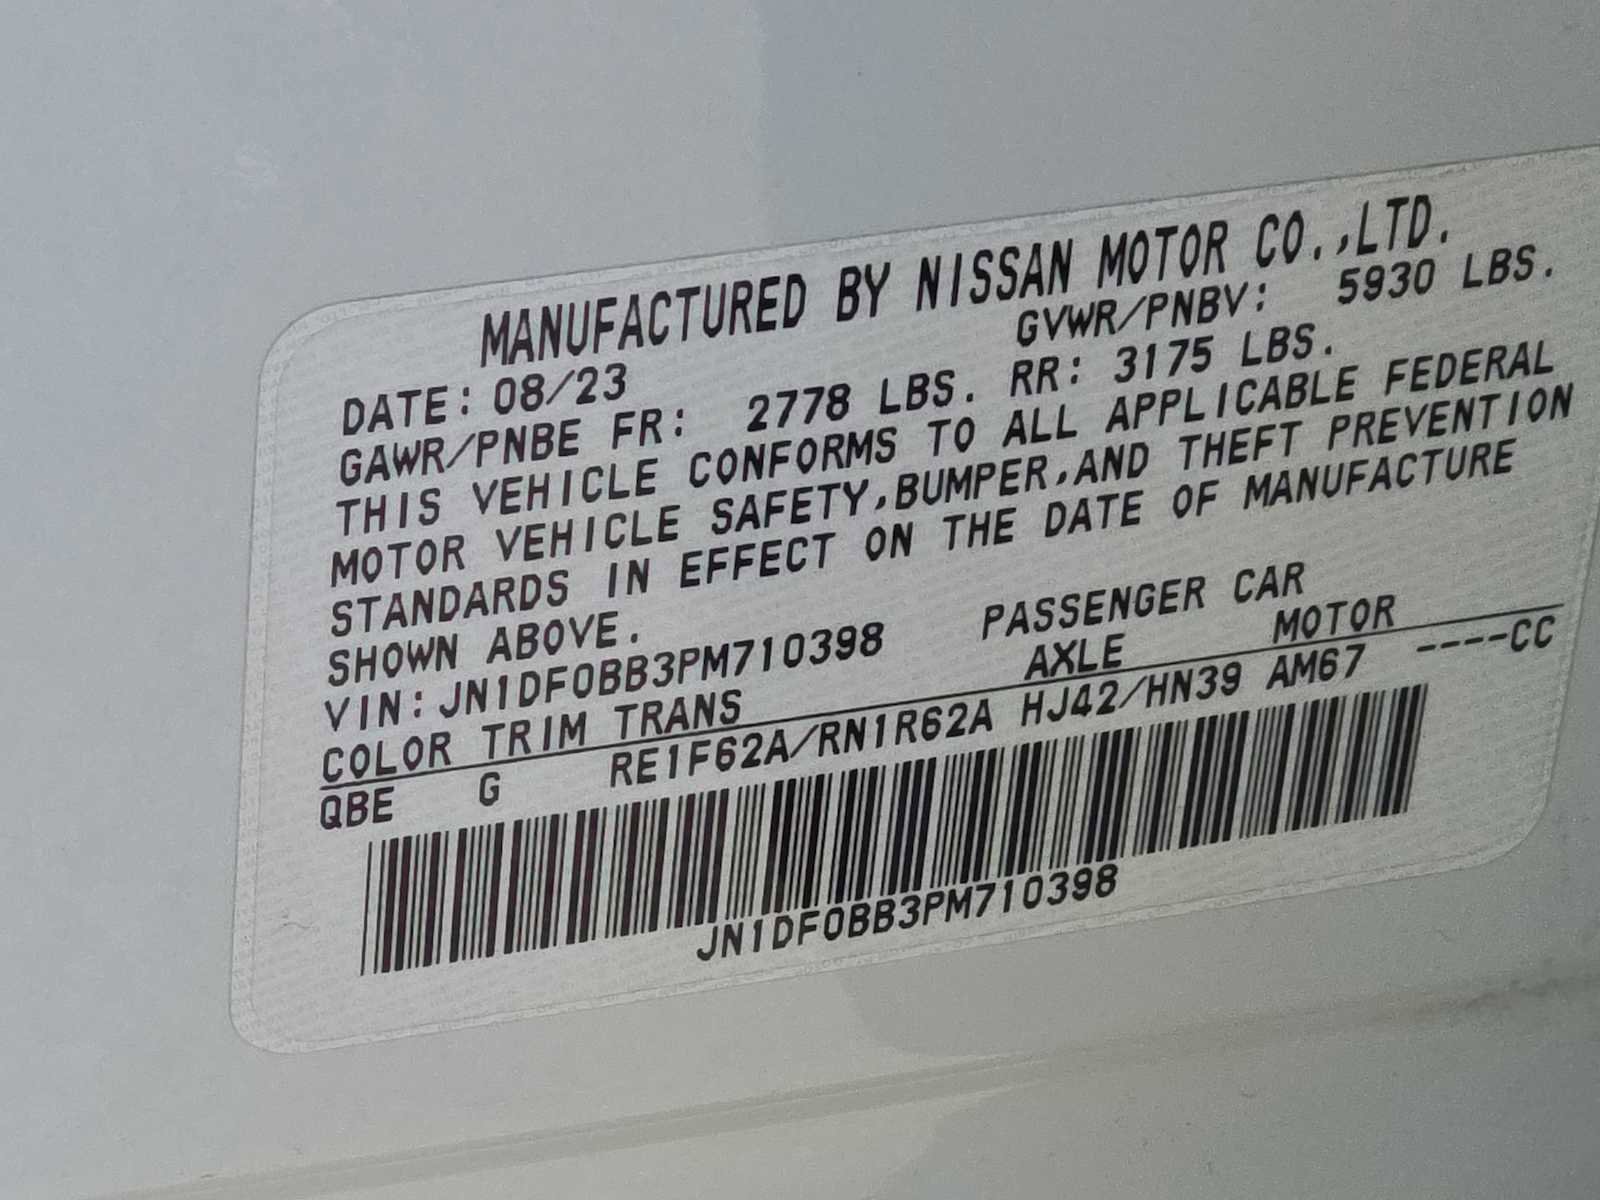 MANUFACTURED BY NISSAN MOTOR CO.,LTD.
DATE: 08/23 GVWR/PNBV: 5930 LBS.
GAWR/PNBE FR: 2778 LBS. RR: 3175 LBS.
THIS VEHICLE CONFORMS TO ALL APPLICABLE FEDERAL
MOTOR VEHICLE SAFETY,BUMPER,AND THEFT PREVENTION
STANDARDS IN EFFECT ON THE DATE OF MANUFACTURE
SHOWN ABOVE.
VIN:JN1DF0BB3PM710398 PASSENGER CAR
COLOR TRIM TRANS AXLE MOTOR
QBE G RE1F62A/RN1R62A HJ42/HN39 AM67 ----CC
JN1DF0BB3PM710398